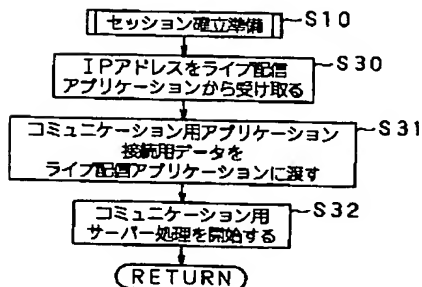 セッション確立準備
S10
IPアドレスをライブ配信
アプリケーションから受け取る
S30
コミュニケーション用アプリケーション
接続用データを
ライブ配信アプリケーションに渡す
S31
コミュニケーション用
サーバー処理を開始する
S32
RETURN